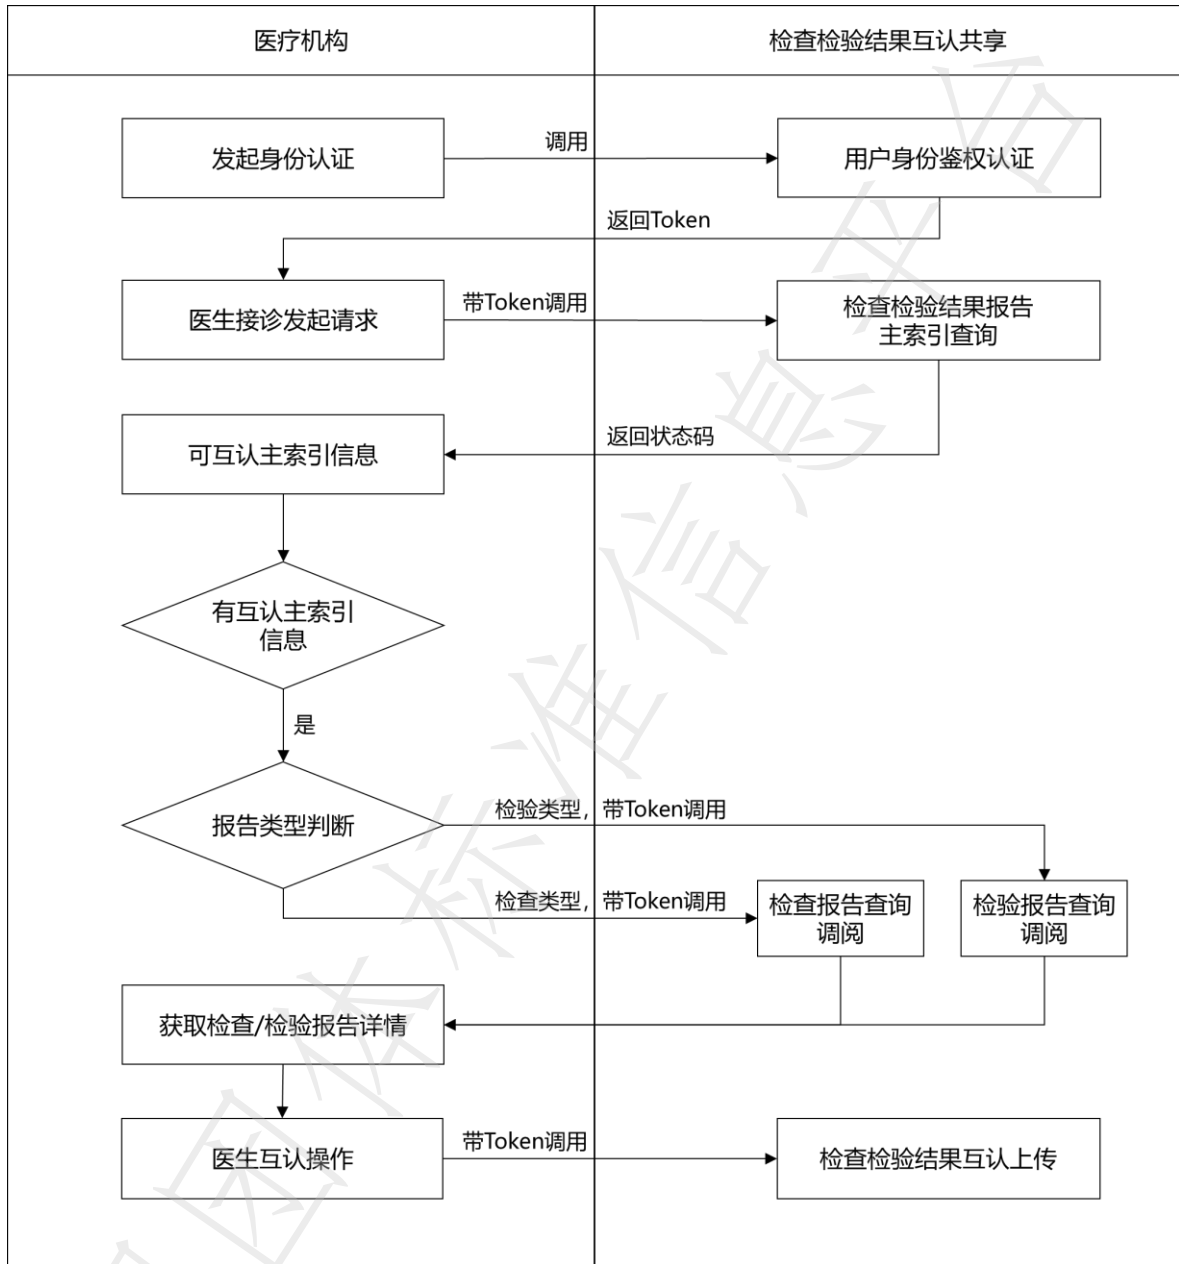 医疗机构
检查检验结果互认共享
发起身份认证
调用
用户身份鉴权认证
返回Token
医生接诊发起请求
带Token调用
检查检验结果报告
主索引查询
可互认主索引信息
返回状态码
有互认主索引
信息
是
报告类型判断
检验类型，带Token调用
检查类型，带Token调用
检查报告查询
调阅
检验报告查询
调阅
获取检查/检验报告详情
医生互认操作
带Token调用
检查检验结果互认上传
团体标准信息平台